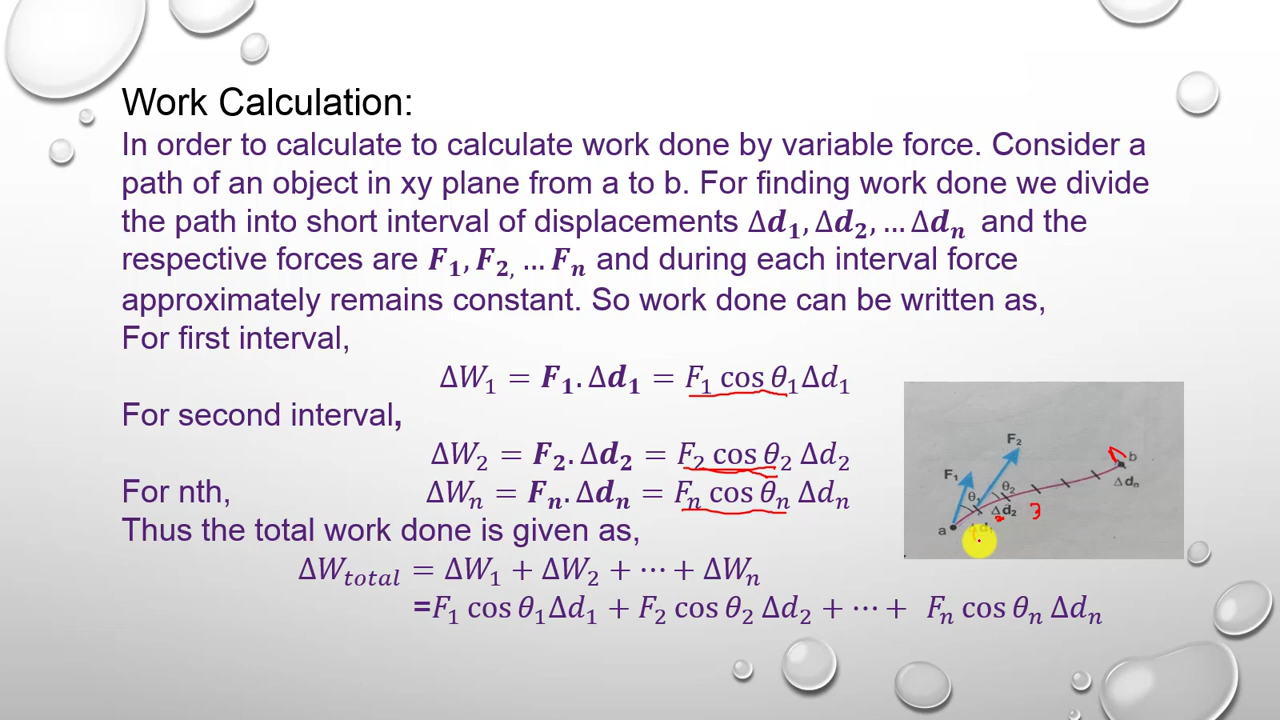 Work Calculation:
In order to calculate to calculate work done by variable force. Consider a
path of an object in xy plane from a to b. For finding work done we divide
the path into short interval of displacements Δd₁, Δd₂, … Δdₙ and the
respective forces are F₁, F₂, … Fₙ and during each interval force
approximately remains constant. So work done can be written as,
For first interval,
ΔW₁ = F₁. Δd₁ = F₁ cos θ₁Δd₁
For second interval,
ΔW₂ = F₂. Δd₂ = F₂ cos θ₂ Δd₂
For nth, ΔWₙ = Fₙ. Δdₙ = Fₙ cos θₙ Δdₙ
Thus the total work done is given as,
ΔW_total = ΔW₁ + ΔW₂ + ⋯ + ΔWₙ
=F₁ cos θ₁Δd₁ + F₂ cos θ₂ Δd₂ + ⋯ + Fₙ cos θₙ Δdₙ
F₂
F₁
b
θ₂
Δdₙ
θ₁
Δd₂
3
2
a